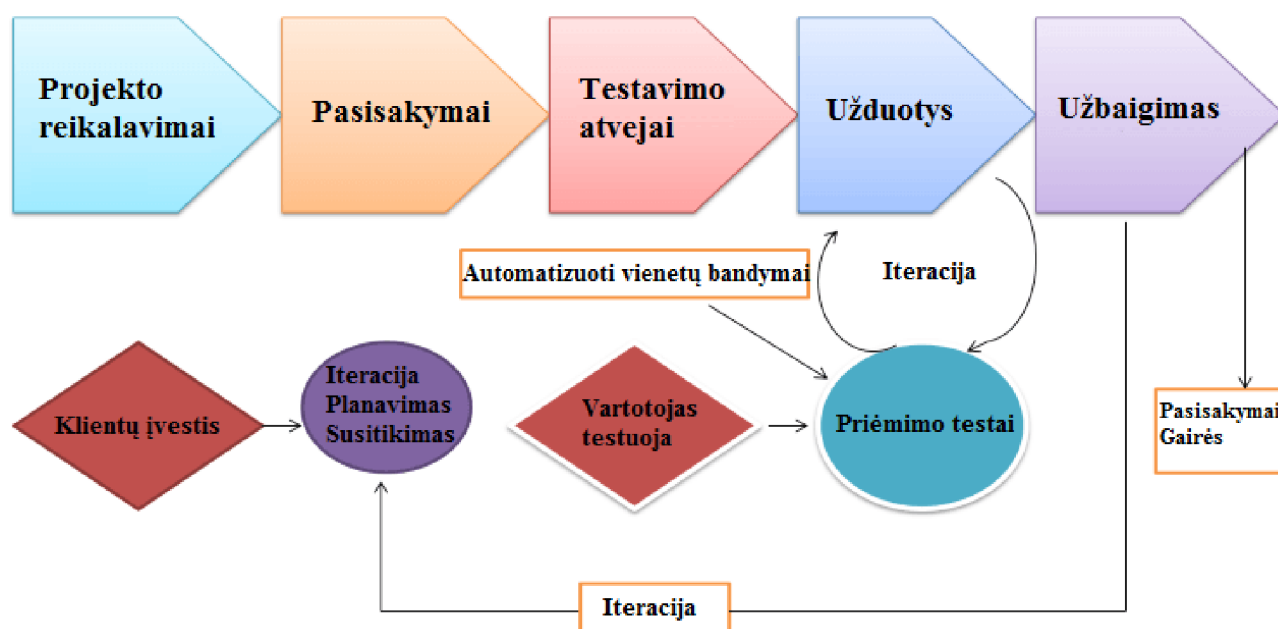 Projekto
reikalavimai
Pasisakymai
Testavimo
atvejai
Užduotys
Užbaigimas
Automatizuoti vienetų bandymai
Iteracija
Klientų įvestis
Iteracija
Planavimas
Susitikimas
Vartotojas
testuoja
Priėmimo testai
Pasisakymai
Gairės
Iteracija